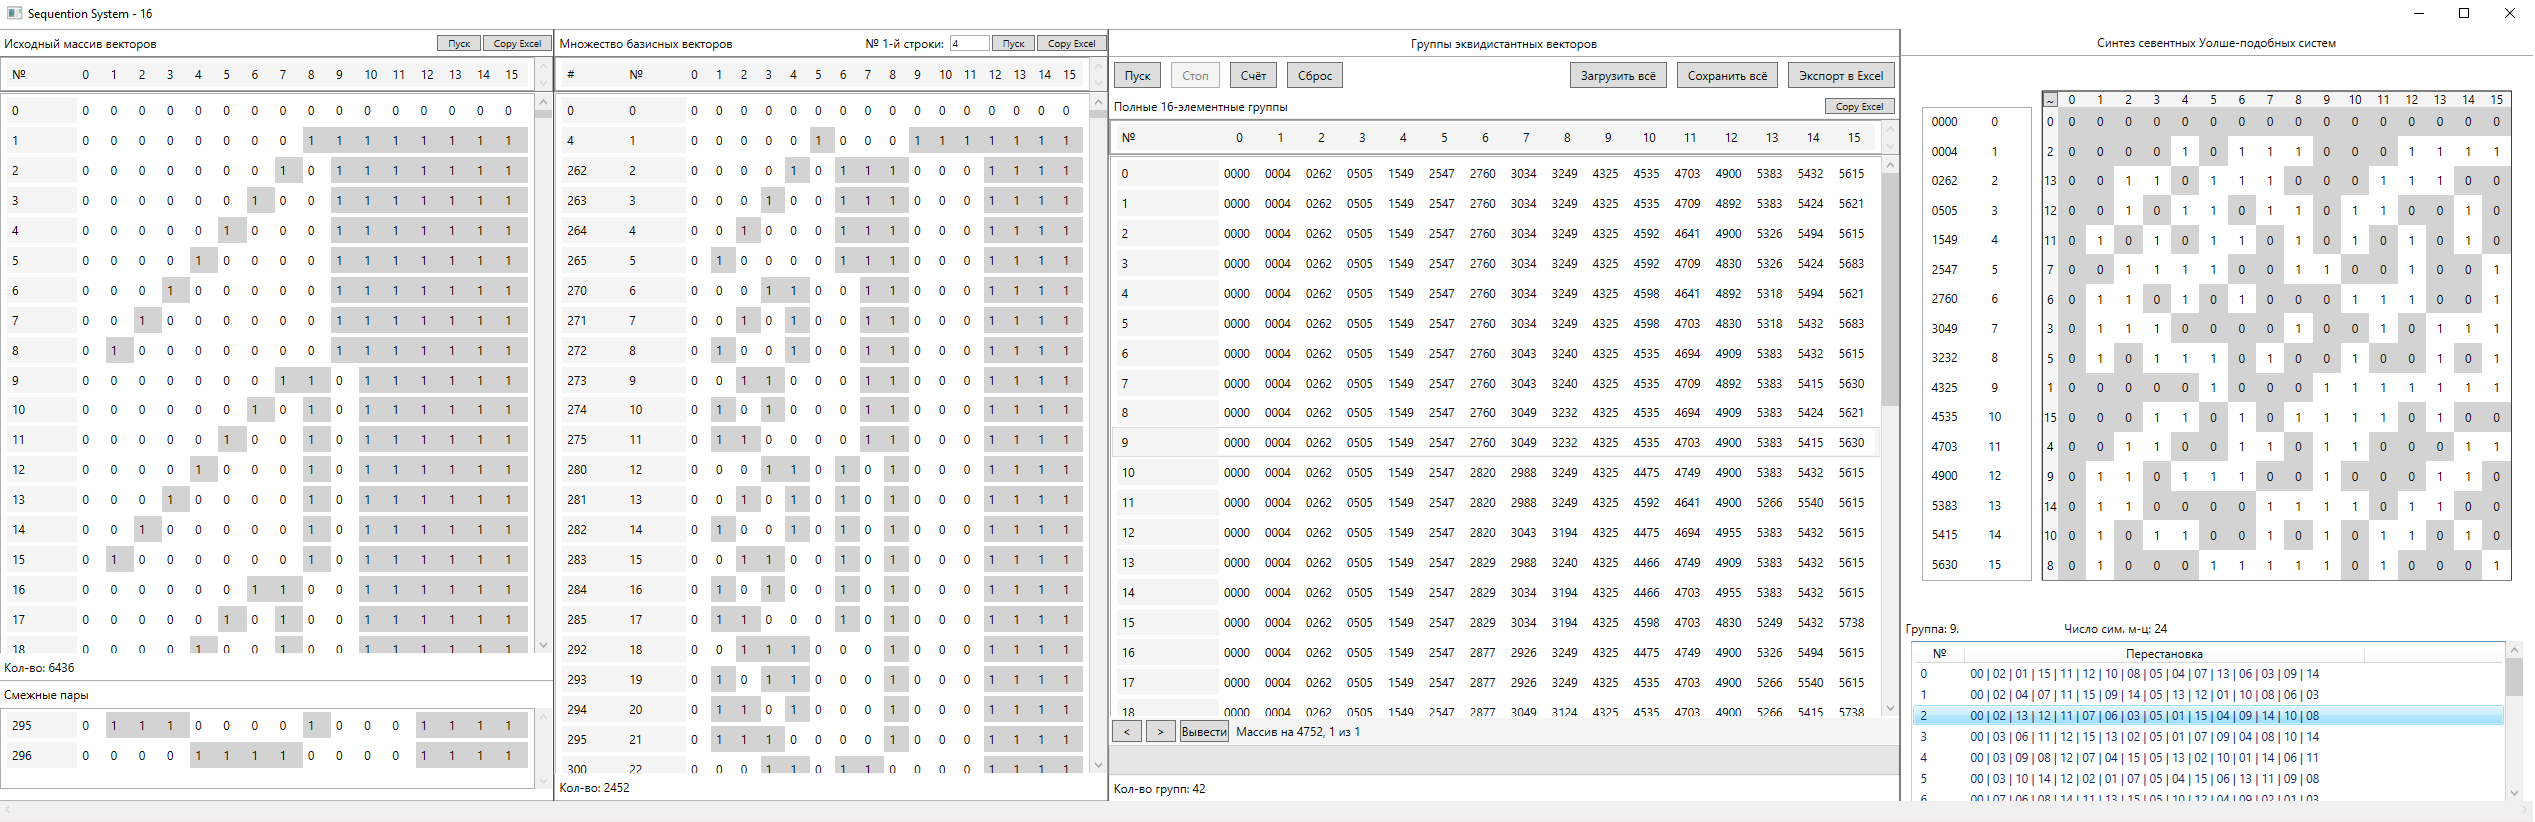 Sequention System - 16
Исходный массив векторов Пуск Copy Excel
№ 0 1 2 3 4 5 6 7 8 9 10 11 12 13 14 15
0 0 0 0 0 0 0 0 0 0 0 0 0 0 0 0 0
1 0 0 0 0 0 0 0 0 1 1 1 1 1 1 1 1
2 0 0 0 0 0 0 0 1 0 1 1 1 1 1 1 1
3 0 0 0 0 0 0 1 0 0 1 1 1 1 1 1 1
4 0 0 0 0 0 1 0 0 0 1 1 1 1 1 1 1
5 0 0 0 0 1 0 0 0 0 1 1 1 1 1 1 1
6 0 0 0 1 0 0 0 0 0 1 1 1 1 1 1 1
7 0 0 1 0 0 0 0 0 0 1 1 1 1 1 1 1
8 0 1 0 0 0 0 0 0 0 1 1 1 1 1 1 1
9 0 0 0 0 0 0 0 1 1 0 1 1 1 1 1 1
10 0 0 0 0 0 0 1 0 1 0 1 1 1 1 1 1
11 0 0 0 0 0 1 0 0 1 0 1 1 1 1 1 1
12 0 0 0 0 1 0 0 0 1 0 1 1 1 1 1 1
13 0 0 0 1 0 0 0 0 1 0 1 1 1 1 1 1
14 0 0 1 0 0 0 0 0 1 0 1 1 1 1 1 1
15 0 1 0 0 0 0 0 0 1 0 1 1 1 1 1 1
16 0 0 0 0 0 0 1 1 0 0 1 1 1 1 1 1
17 0 0 0 0 0 1 0 1 0 0 1 1 1 1 1 1
18 0 0 0 0 1 0 0 1 0 0 1 1 1 1 1 1
Кол-во: 6436
Смежные пары
295 0 1 1 1 0 0 0 0 1 0 0 0 1 1 1 1
296 0 0 0 0 1 1 1 1 0 0 0 0 1 1 1 1
Множество базисных векторов № 1-й строки: 4 Пуск Copy Excel
# № 0 1 2 3 4 5 6 7 8 9 10 11 12 13 14 15
0 0 0 0 0 0 0 0 0 0 0 0 0 0 0 0 0 0
4 1 0 0 0 0 0 1 0 0 0 1 1 1 1 1 1 1
262 2 0 0 0 0 1 0 1 1 1 0 0 0 1 1 1 1
263 3 0 0 0 1 0 0 1 1 1 0 0 0 1 1 1 1
264 4 0 0 1 0 0 0 1 1 1 0 0 0 1 1 1 1
265 5 0 1 0 0 0 0 1 1 1 0 0 0 1 1 1 1
270 6 0 0 0 1 1 0 0 1 1 0 0 0 1 1 1 1
271 7 0 0 1 0 1 0 0 1 1 0 0 0 1 1 1 1
272 8 0 1 0 0 1 0 0 1 1 0 0 0 1 1 1 1
273 9 0 0 1 1 0 0 0 1 1 0 0 0 1 1 1 1
274 10 0 1 0 1 0 0 0 1 1 0 0 0 1 1 1 1
275 11 0 1 1 0 0 0 0 1 1 0 0 0 1 1 1 1
280 12 0 0 0 1 1 0 1 0 1 0 0 0 1 1 1 1
281 13 0 0 1 0 1 0 1 0 1 0 0 0 1 1 1 1
282 14 0 1 0 0 1 0 1 0 1 0 0 0 1 1 1 1
283 15 0 0 1 1 0 0 1 0 1 0 0 0 1 1 1 1
284 16 0 1 0 1 0 0 1 0 1 0 0 0 1 1 1 1
285 17 0 1 1 0 0 0 1 0 1 0 0 0 1 1 1 1
292 18 0 0 1 1 1 0 0 0 1 0 0 0 1 1 1 1
293 19 0 1 0 1 1 0 0 0 1 0 0 0 1 1 1 1
294 20 0 1 1 0 1 0 0 0 1 0 0 0 1 1 1 1
295 21 0 1 1 1 0 0 0 0 1 0 0 0 1 1 1 1
300 22 0 0 0 1 1 0 1 1 0 0 0 0 1 1 1 1
Кол-во: 2452
Группы эквидистантных векторов
Пуск Стоп Счёт Сброс Загрузить всё Сохранить всё Экспорт в Excel
Полные 16-элементные группы Copy Excel
№ 0 1 2 3 4 5 6 7 8 9 10 11 12 13 14 15
0 0000 0004 0262 0505 1549 2547 2760 3034 3249 4325 4535 4703 4900 5383 5432 5615
1 0000 0004 0262 0505 1549 2547 2760 3034 3249 4325 4535 4709 4892 5383 5424 5621
2 0000 0004 0262 0505 1549 2547 2760 3034 3249 4325 4592 4641 4900 5326 5494 5615
3 0000 0004 0262 0505 1549 2547 2760 3034 3249 4325 4592 4709 4830 5326 5424 5683
4 0000 0004 0262 0505 1549 2547 2760 3034 3249 4325 4598 4641 4892 5318 5494 5621
5 0000 0004 0262 0505 1549 2547 2760 3034 3249 4325 4598 4703 4830 5318 5432 5683
6 0000 0004 0262 0505 1549 2547 2760 3043 3240 4325 4535 4694 4909 5383 5432 5615
7 0000 0004 0262 0505 1549 2547 2760 3043 3240 4325 4535 4709 4892 5383 5415 5630
8 0000 0004 0262 0505 1549 2547 2760 3049 3232 4325 4535 4694 4909 5383 5424 5621
9 0000 0004 0262 0505 1549 2547 2760 3049 3232 4325 4535 4703 4900 5383 5415 5630
10 0000 0004 0262 0505 1549 2547 2820 2988 3249 4325 4475 4749 4900 5383 5432 5615
11 0000 0004 0262 0505 1549 2547 2820 2988 3249 4325 4592 4641 4900 5266 5540 5615
12 0000 0004 0262 0505 1549 2547 2820 3043 3194 4325 4475 4694 4955 5383 5432 5615
13 0000 0004 0262 0505 1549 2547 2829 2988 3240 4325 4466 4749 4909 5383 5432 5615
14 0000 0004 0262 0505 1549 2547 2829 3034 3194 4325 4466 4703 4955 5383 5432 5615
15 0000 0004 0262 0505 1549 2547 2829 3034 3194 4325 4598 4703 4830 5249 5432 5738
16 0000 0004 0262 0505 1549 2547 2877 2926 3249 4325 4475 4749 4900 5326 5494 5615
17 0000 0004 0262 0505 1549 2547 2877 2926 3249 4325 4535 4703 4900 5266 5540 5615
18 0000 0004 0262 0505 1549 2547 2877 3049 3124 4325 4535 4703 4900 5266 5415 5738
< > Вывести Массив на 4752, 1 из 1
Кол-во групп: 42
Синтез севентных Уолше-подобных систем
~ 0 1 2 3 4 5 6 7 8 9 10 11 12 13 14 15
0000 0 0 0 0 0 0 0 0 0 0 0 0 0 0 0 0 0 0
0004 1 2 0 0 0 0 1 0 1 1 1 0 0 0 1 1 1 1
0262 2 13 0 0 1 1 0 1 1 1 0 0 0 1 1 1 0 0
0505 3 12 0 0 1 0 1 1 0 1 1 0 1 1 0 0 1 0
1549 4 11 0 1 0 1 0 1 1 0 1 0 1 0 1 0 1 0
2547 5 7 0 0 1 1 1 1 0 0 1 1 0 0 1 0 0 1
2760 6 6 0 1 1 0 1 0 1 0 0 0 1 1 1 0 0 1
3049 7 3 0 1 1 1 0 0 0 0 1 0 0 1 0 1 1 1
3232 8 5 0 1 0 1 1 1 0 1 0 0 1 0 0 1 0 1
4325 9 1 0 0 0 0 0 1 0 0 0 1 1 1 1 1 1 1
4535 10 15 0 0 0 1 1 0 1 0 1 1 1 1 0 1 0 0
4703 11 4 0 0 1 1 0 0 1 0 1 1 1 0 0 0 1 1
4900 12 9 0 0 1 1 0 1 1 1 0 0 1 0 1 0 1 0
5383 13 14 0 1 0 0 0 0 0 1 1 1 1 0 1 1 0 0
5415 14 10 0 1 0 1 1 0 0 1 0 1 0 1 1 1 0 0
5630 15 8 0 1 0 0 0 1 1 1 1 1 0 1 0 0 0 1
Группа: 9. Число сим. м-ц: 24
№ Перестановка
0 00 | 02 | 01 | 15 | 11 | 12 | 10 | 08 | 05 | 04 | 07 | 13 | 06 | 03 | 09 | 14
1 00 | 02 | 04 | 07 | 11 | 15 | 09 | 14 | 05 | 13 | 12 | 01 | 10 | 08 | 06 | 03
2 00 | 02 | 13 | 12 | 11 | 07 | 06 | 03 | 05 | 01 | 15 | 04 | 09 | 14 | 10 | 08
3 00 | 03 | 06 | 11 | 12 | 15 | 13 | 02 | 05 | 01 | 07 | 09 | 04 | 08 | 10 | 14
4 00 | 03 | 09 | 08 | 12 | 07 | 04 | 15 | 05 | 13 | 02 | 10 | 01 | 14 | 06 | 11
5 00 | 03 | 10 | 14 | 12 | 02 | 01 | 07 | 05 | 04 | 15 | 06 | 13 | 11 | 09 | 08
6 00 | 07 | 06 | 08 | 14 | 11 | 13 | 15 | 05 | 10 | 12 | 04 | 09 | 02 | 01 | 03